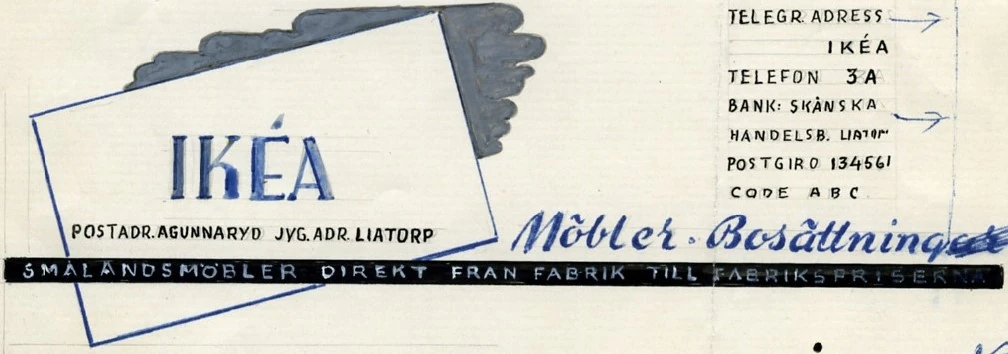 TELEGR. ADRESS
IKÉA
TELEFON 3A
BANK: SKÅNSKA
HANDELSB. LIATORP
POSTGIRO 134561
CODE ABC
IKÉA
POSTADR. AGUNNARYD JVG. ADR. LIATORP
Möbler - Bosättning
SMÅLANDSMÖBLER DIREKT FRAN FABRIK TILL FABRIKSPRISERNA